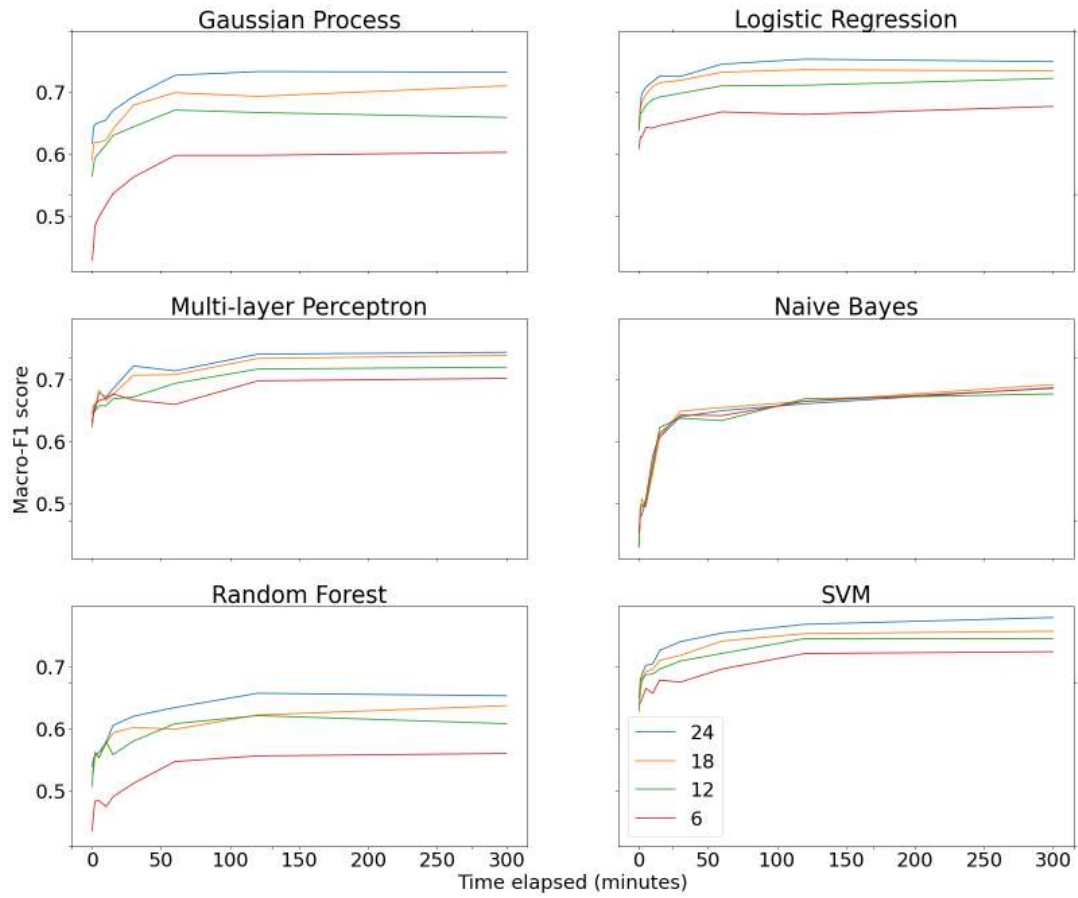 Gaussian Process
Logistic Regression
0.7
0.6
0.5
Multi-layer Perceptron
Naive Bayes
Macro-F1 score
0.7
0.6
0.5
Random Forest
SVM
0.7
0.6
0.5
24
18
12
6
0 50 100 150 200 250 300
0 50 100 150 200 250 300
Time elapsed (minutes)